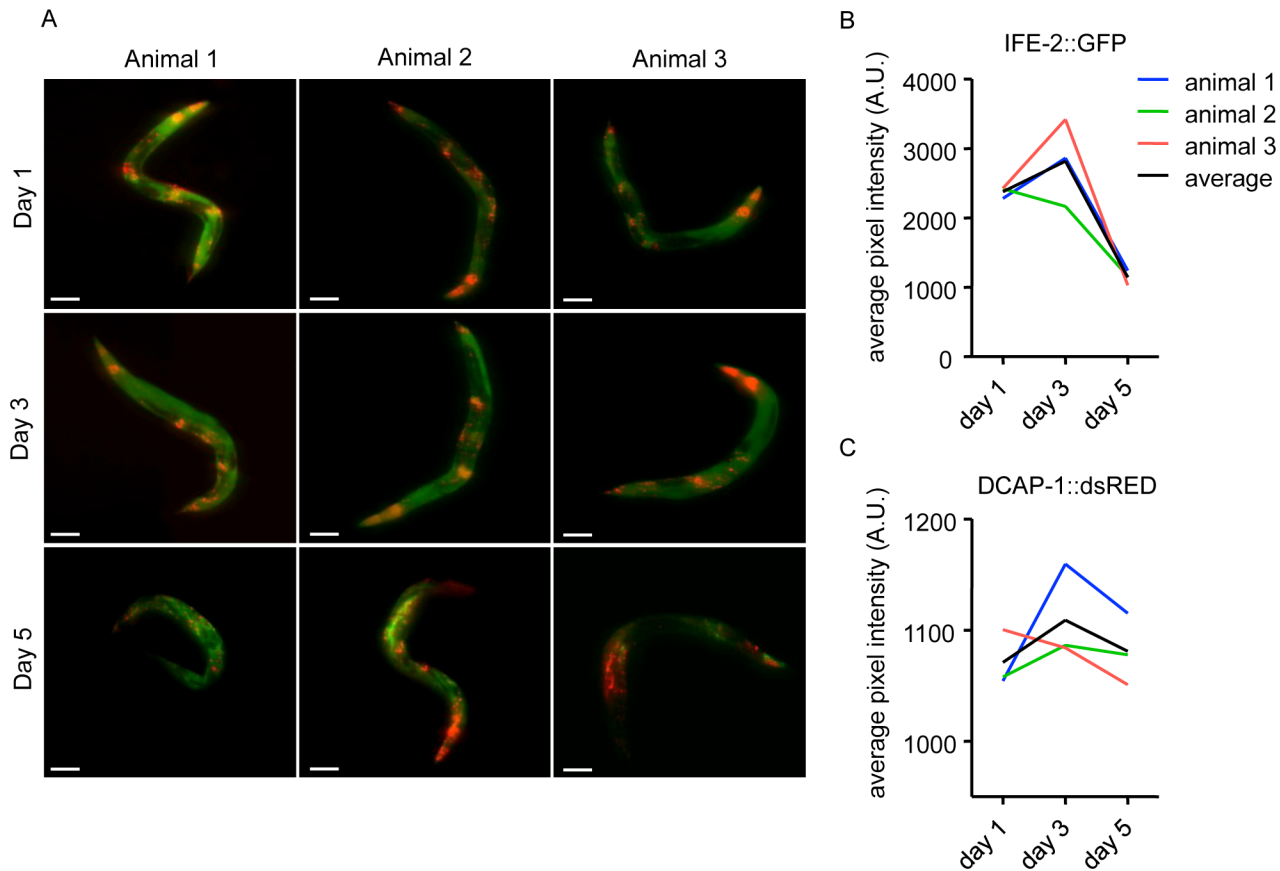 A
Animal 1
Animal 2
Animal 3
Day 1
Day 3
Day 5
B
IFE-2::GFP
average pixel intensity (A.U.)
4000
3000
2000
1000
0
day 1
day 3
day 5
animal 1
animal 2
animal 3
average
C
DCAP-1::dsRED
average pixel intensity (A.U.)
1200
1100
1000
day 1
day 3
day 5